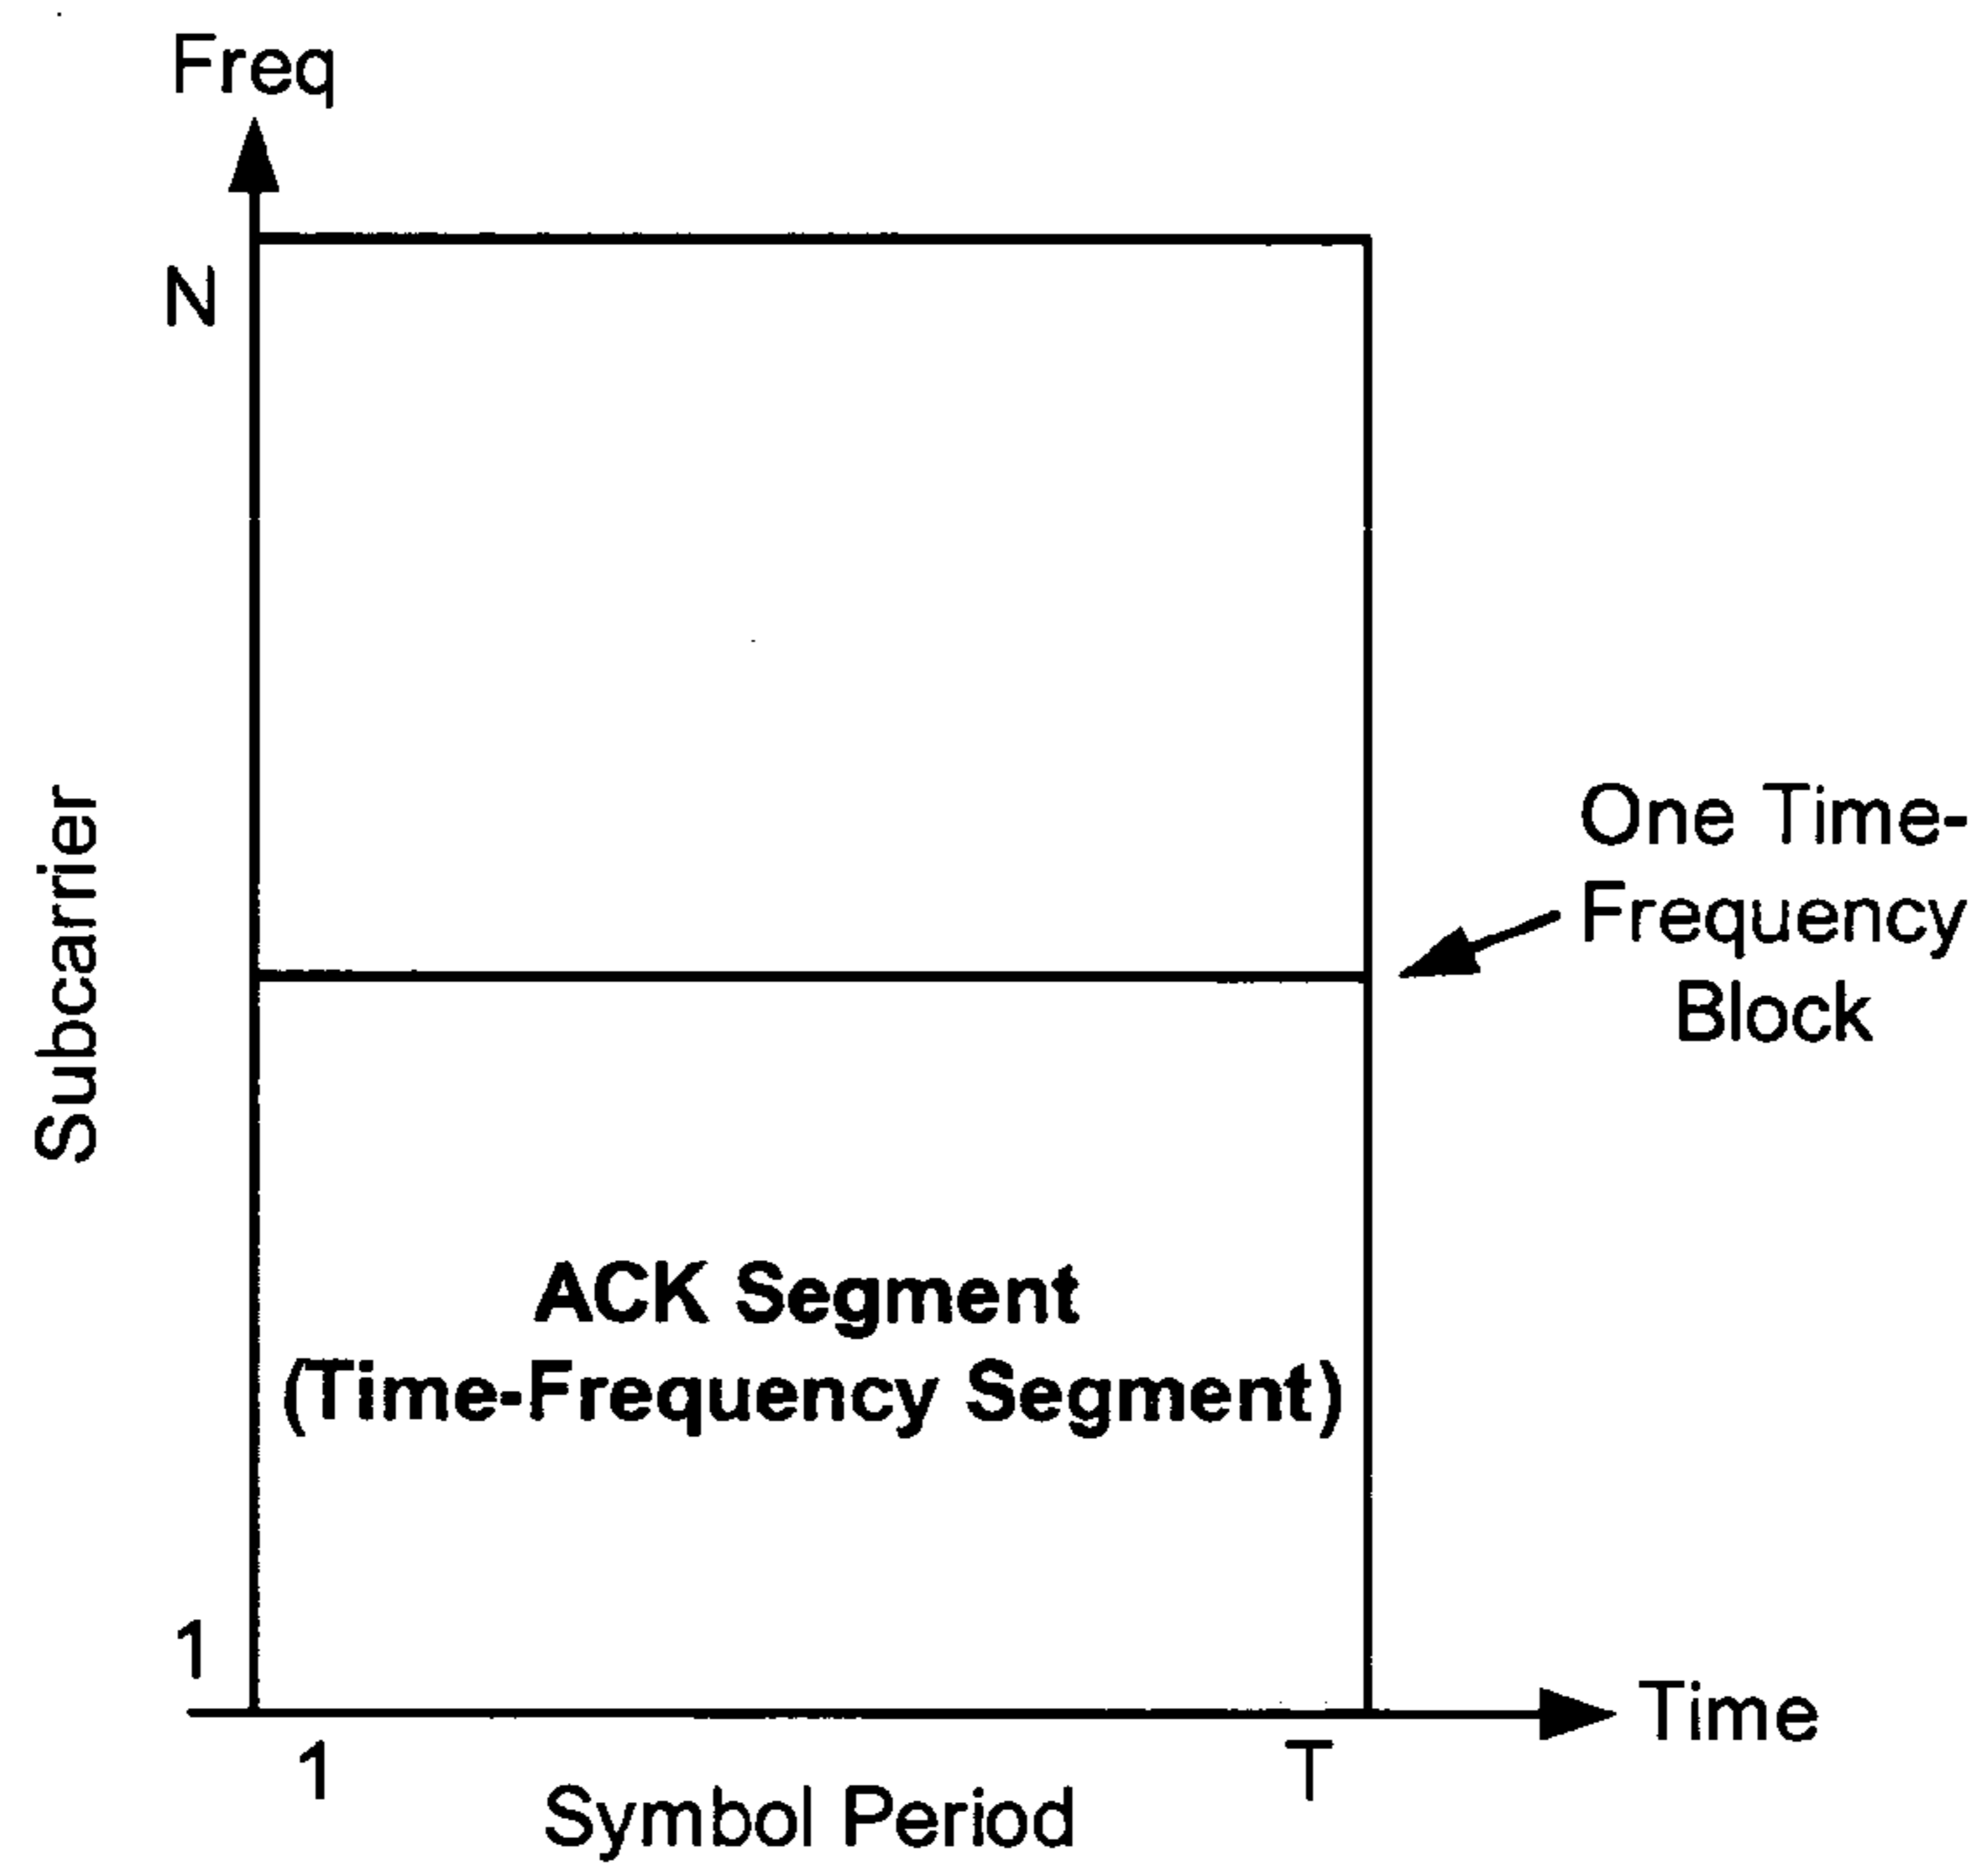 Freq
N
Subcarrier
One Time-
Frequency
Block
ACK Segment
(Time-Frequency Segment)
1
Time
1
T
Symbol Period